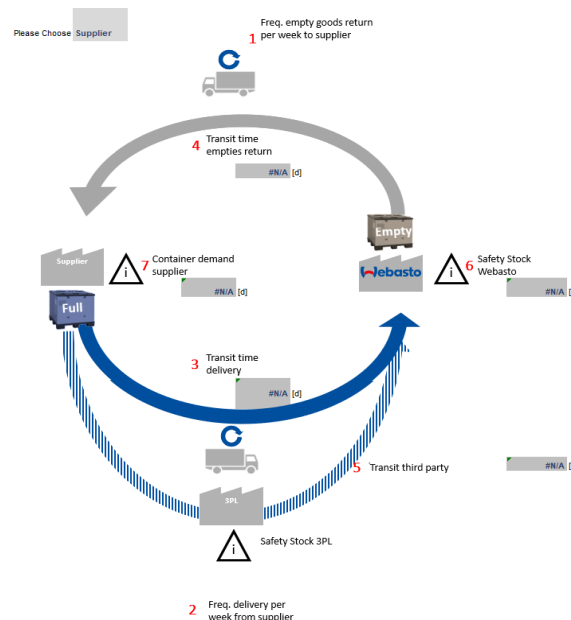 Freq. empty goods return
per week to supplier
1
Please Choose
Supplier
4
Transit time
empties return
#N/A [d]
Empty
Supplier
i
7
Container demand
supplier
#N/A [d]
Webasto
i
6
Safety Stock
Webasto
#N/A [d
Full
3
Transit time
delivery
#N/A [d]
5
Transit third party
#N/A [d
3PL
i
Safety Stock 3PL
2
Freq. delivery per
week from supplier